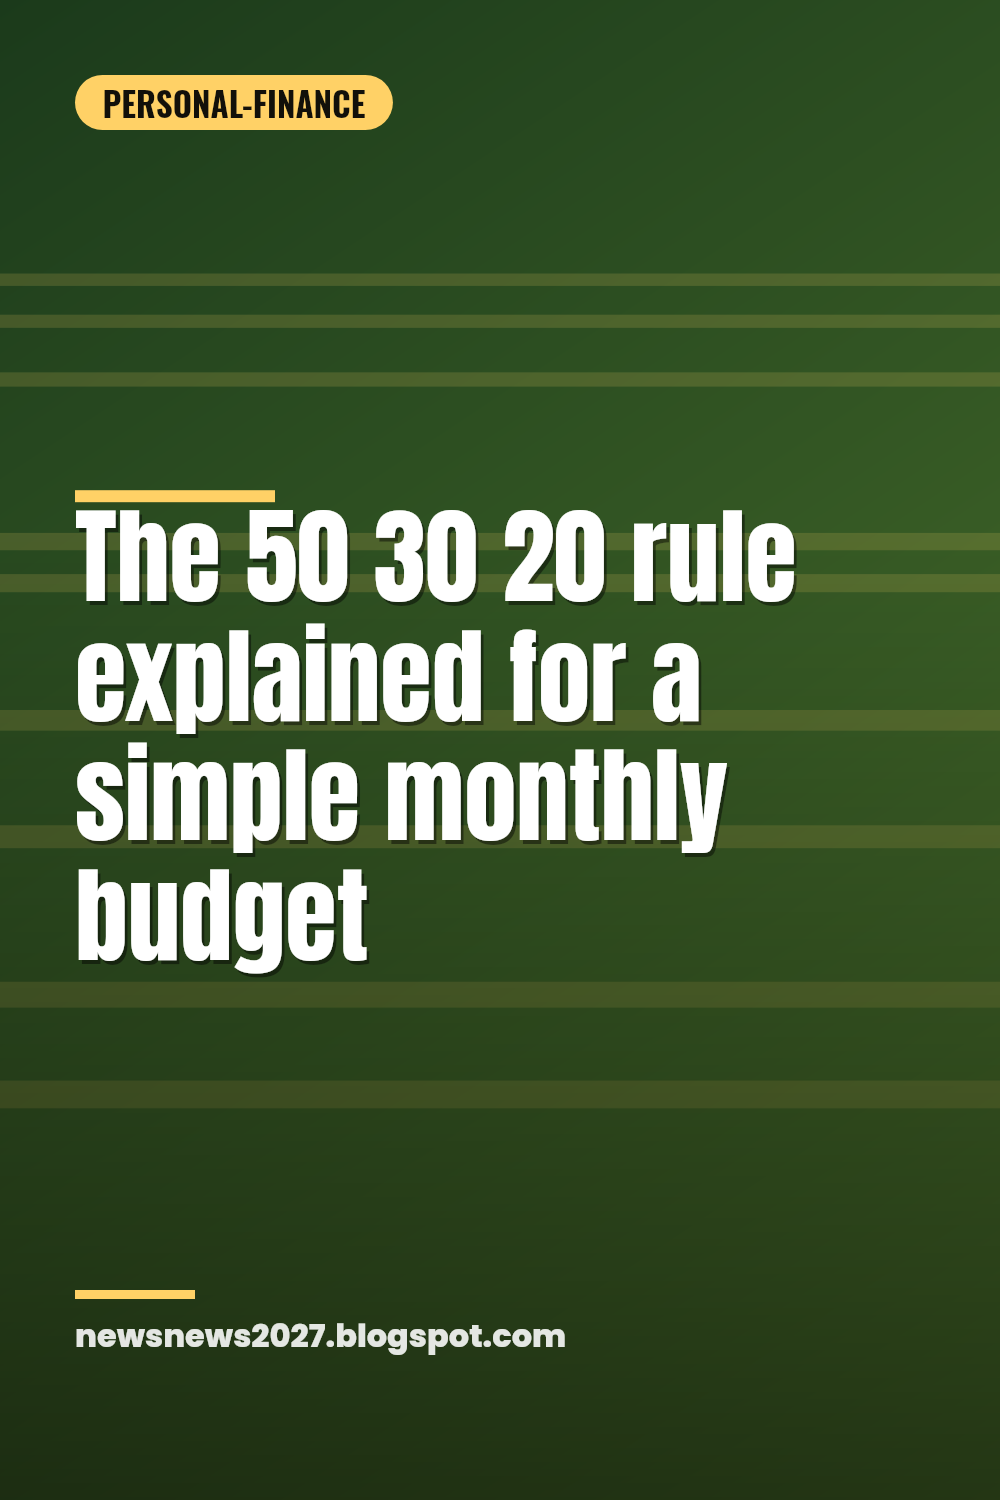 PERSONAL-FINANCE
The 50 30 20 rule
explained for a
simple monthly
budget
newsnews2027.blogspot.com